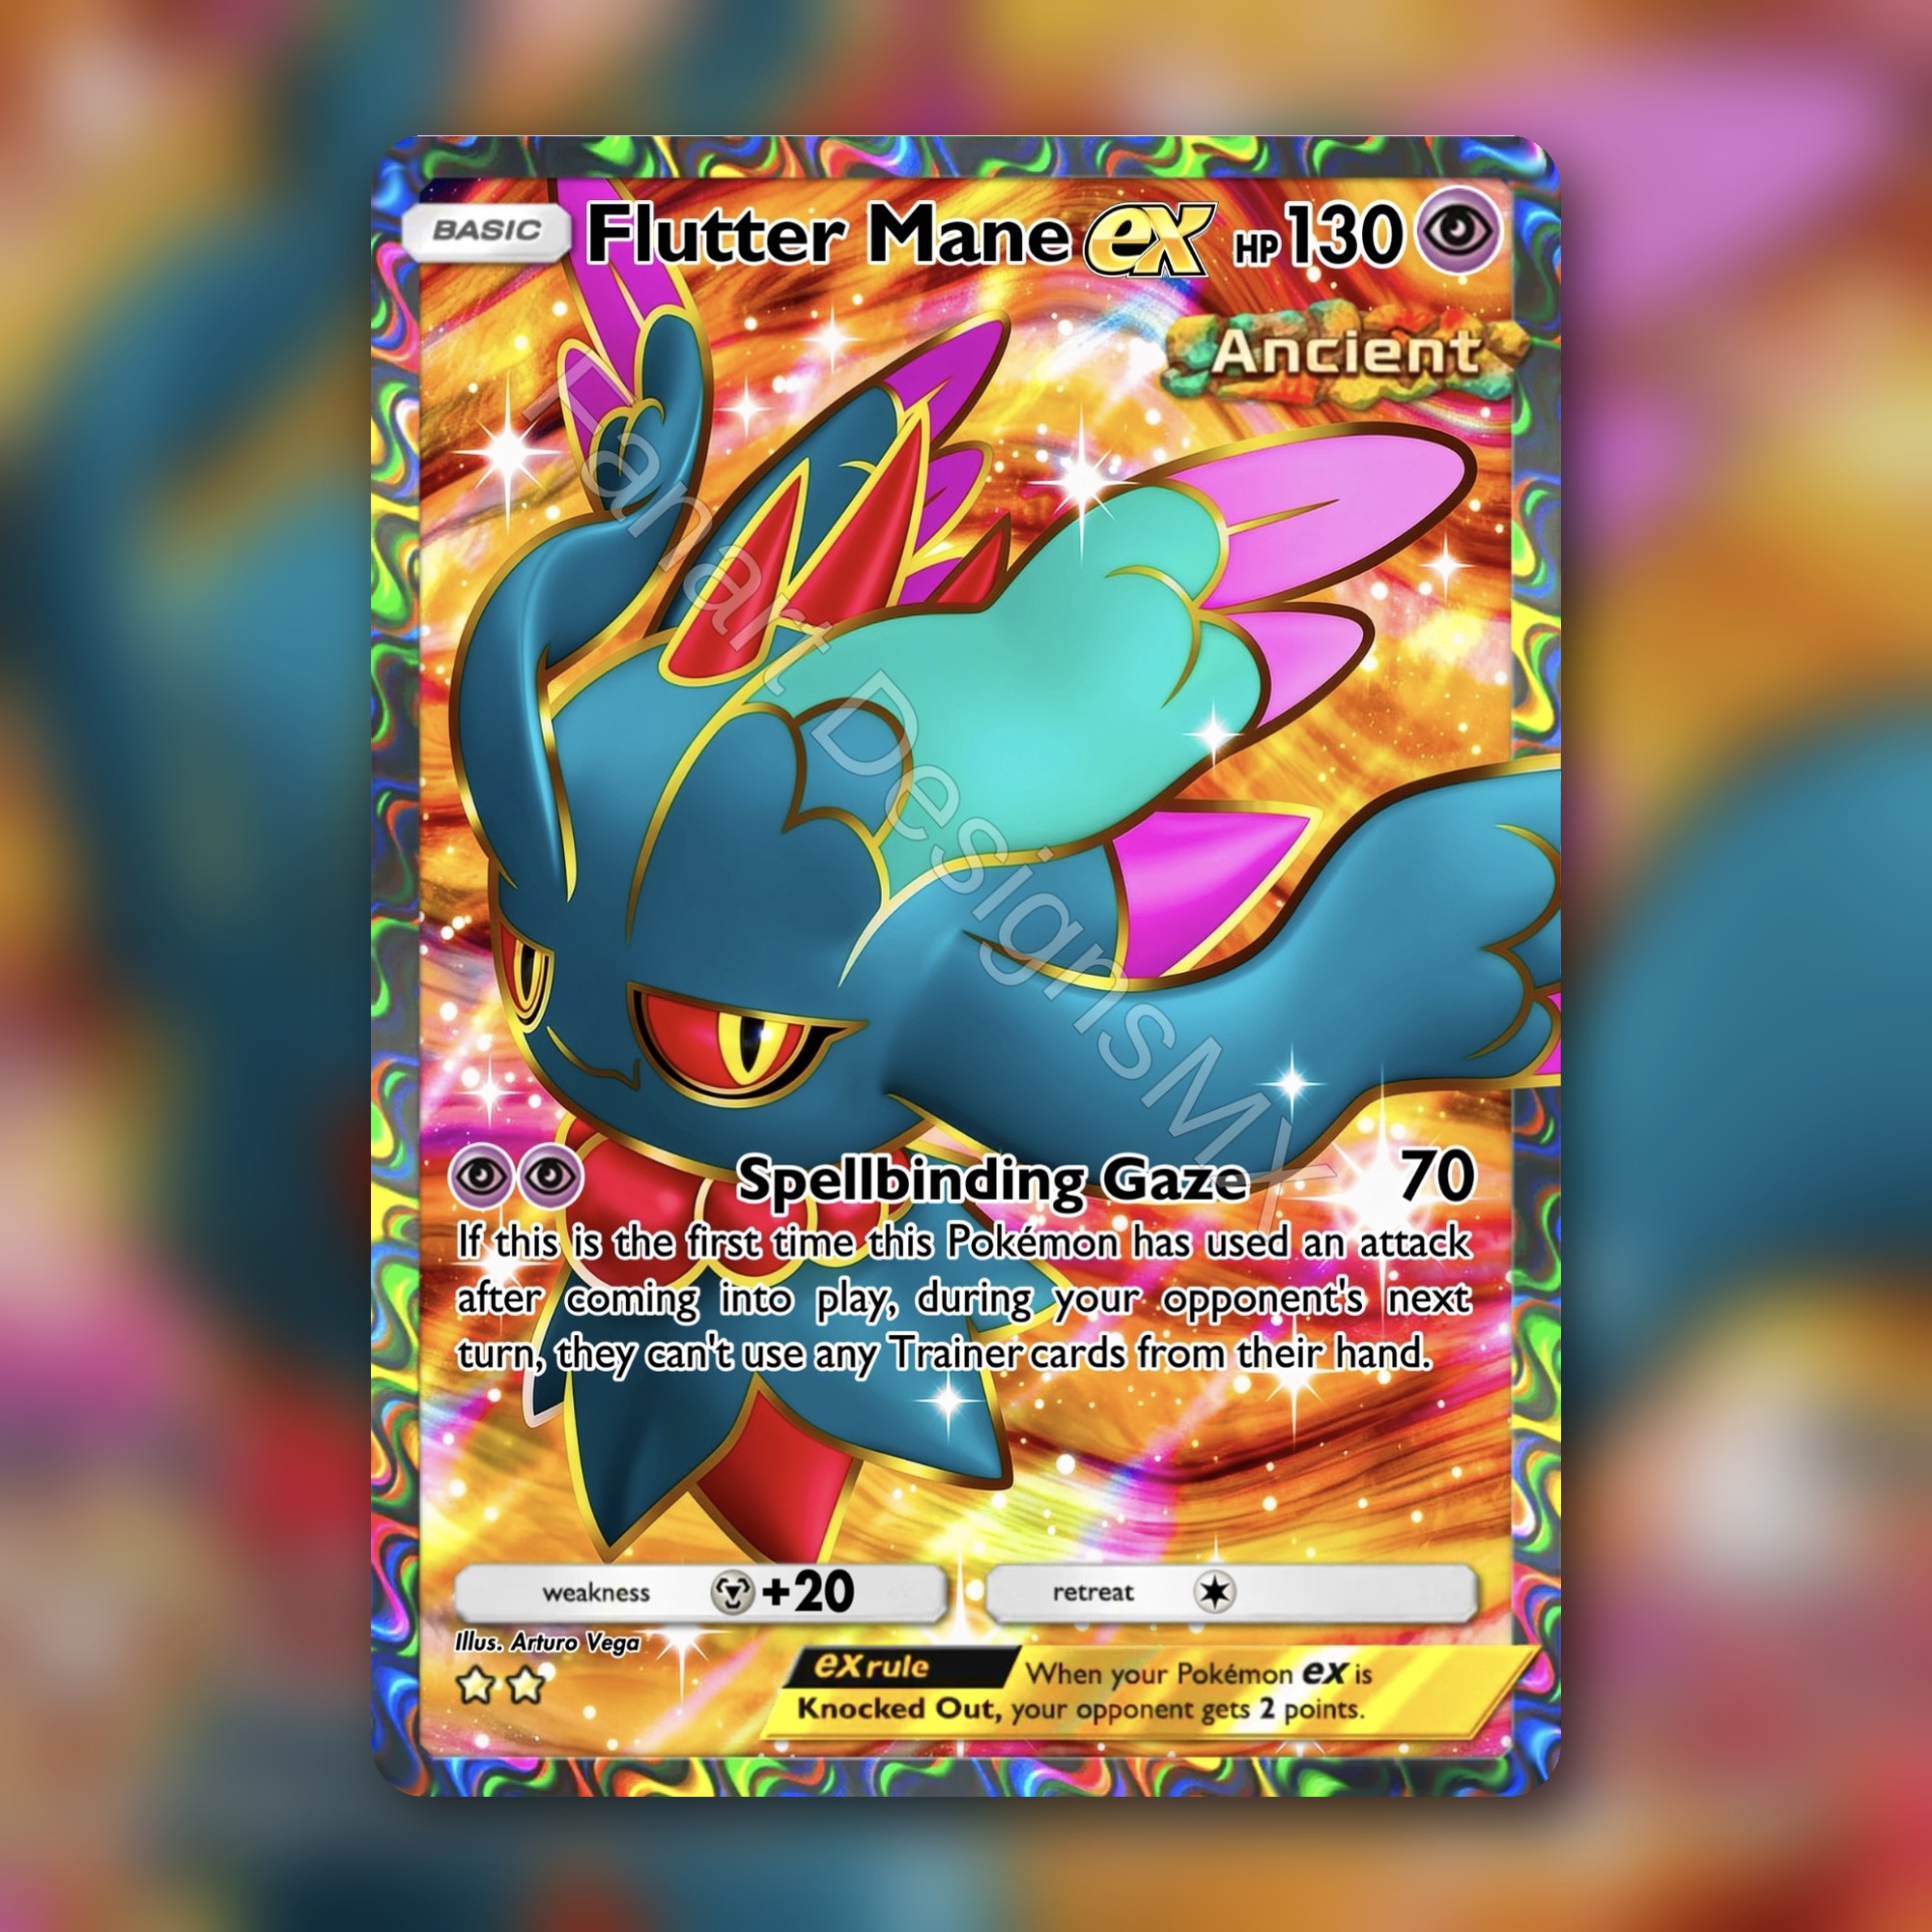 BASIC Flutter Mane ex HP 130
Ancient
Fanart DesignsMX
Spellbinding Gaze 70
If this is the first time this Pokémon has used an attack
after coming into play, during your opponent's next
turn, they can't use any Trainer cards from their hand.
weakness +20 retreat
Illus. Arturo Vega
ex rule When your Pokémon ex is
Knocked Out, your opponent gets 2 points.